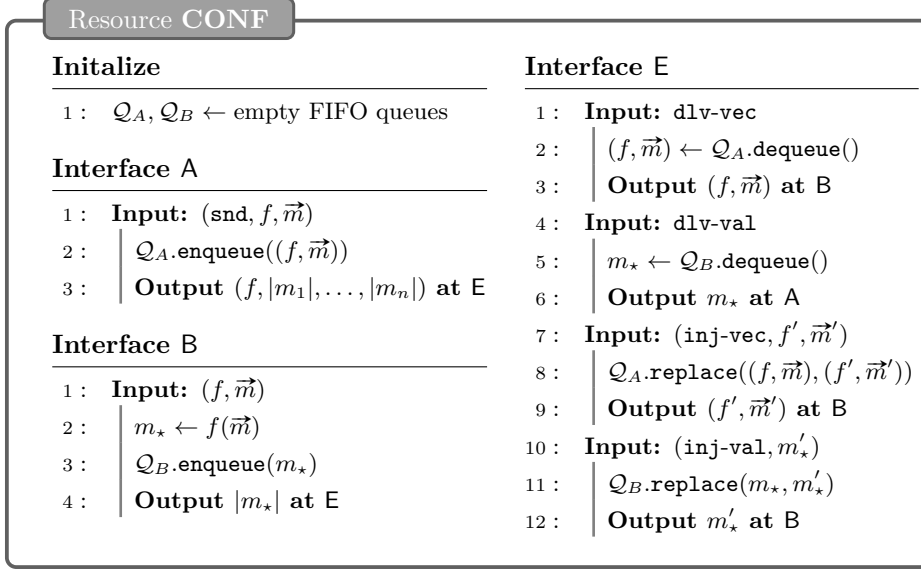 Resource CONF
Initalize
1 : 𝒬_A, 𝒬_B ← empty FIFO queues
Interface A
1 : Input: (snd, f, m⃗)
2 : 𝒬_A.enqueue((f, m⃗))
3 : Output (f, |m_1|, . . . , |m_n|) at E
Interface B
1 : Input: (f, m⃗)
2 : m_⋆ ← f(m⃗)
3 : 𝒬_B.enqueue(m_⋆)
4 : Output |m_⋆| at E
Interface E
1 : Input: dlv-vec
2 : (f, m⃗) ← 𝒬_A.dequeue()
3 : Output (f, m⃗) at B
4 : Input: dlv-val
5 : m_⋆ ← 𝒬_B.dequeue()
6 : Output m_⋆ at A
7 : Input: (inj-vec, f′, m⃗′)
8 : 𝒬_A.replace((f, m⃗), (f′, m⃗′))
9 : Output (f′, m⃗′) at B
10 : Input: (inj-val, m′_⋆)
11 : 𝒬_B.replace(m_⋆, m′_⋆)
12 : Output m′_⋆ at B